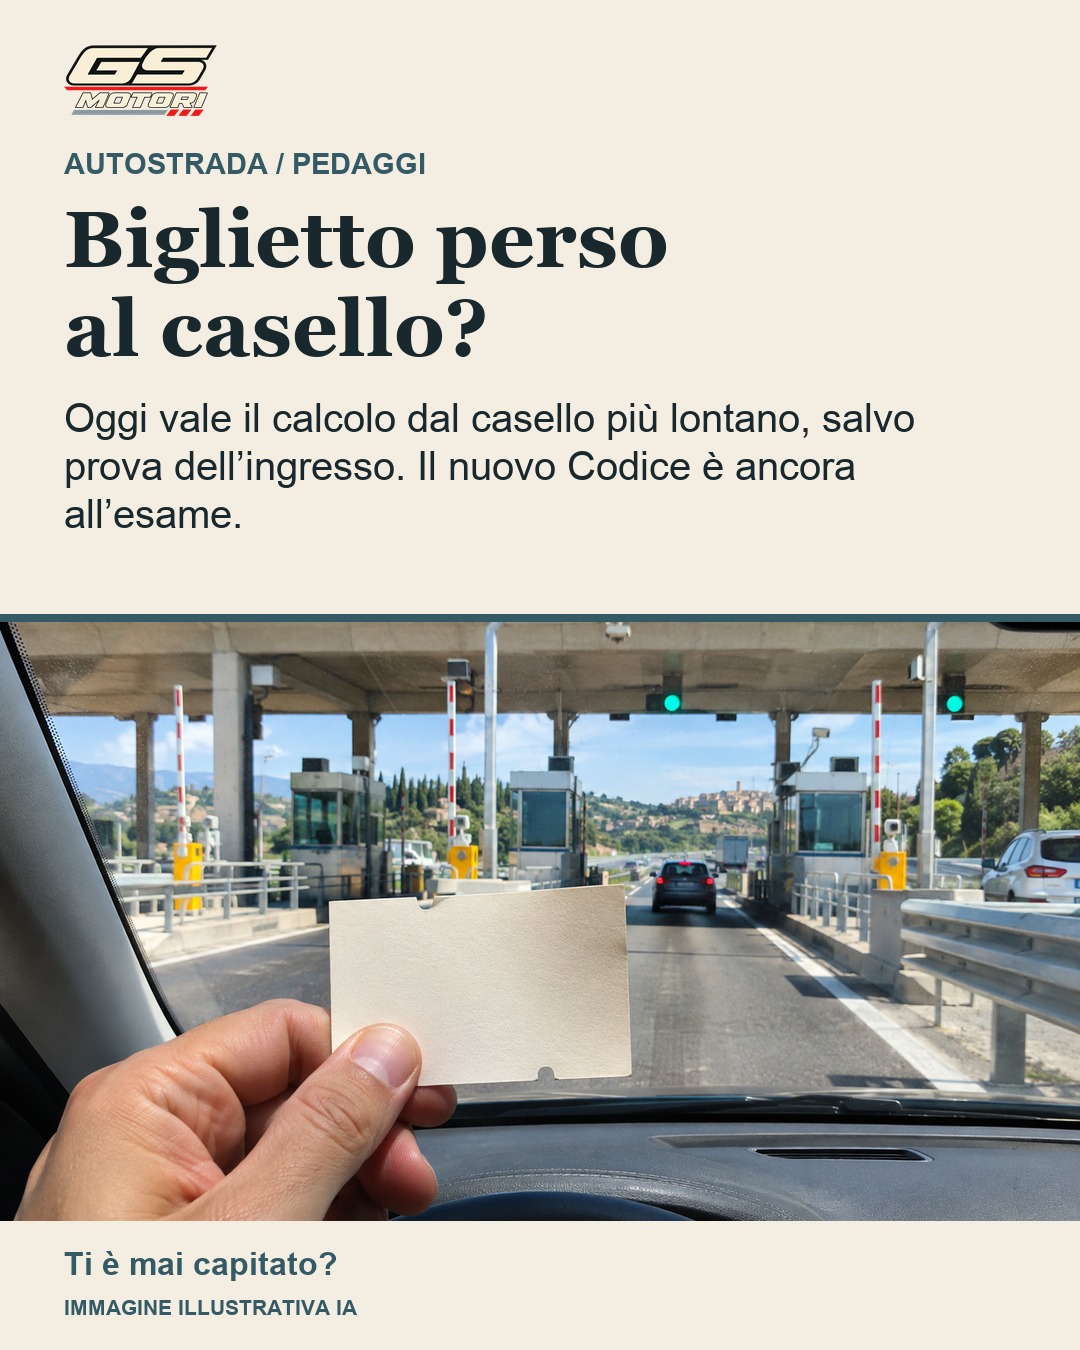 GS
MOTORI
AUTOSTRADA / PEDAGGI
Biglietto perso
al casello?
Oggi vale il calcolo dal casello più lontano, salvo
prova dell’ingresso. Il nuovo Codice è ancora
all’esame.
Ti è mai capitato?
IMMAGINE ILLUSTRATIVA IA